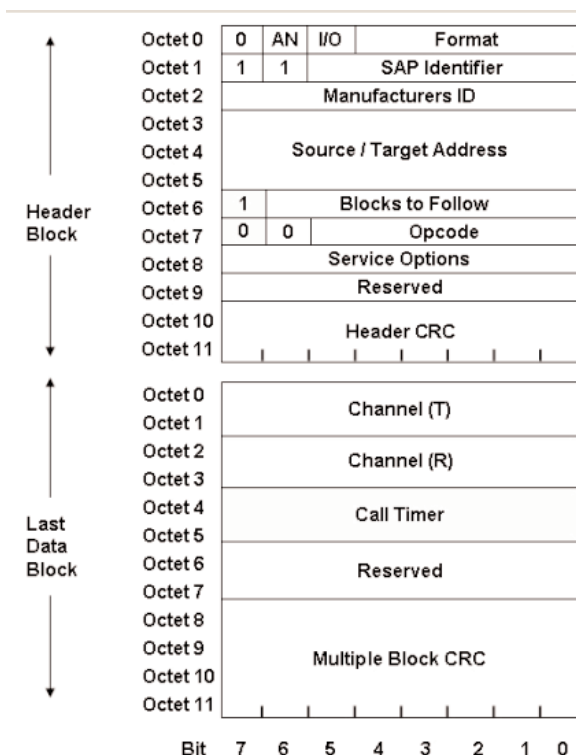 Octet 0 0 AN I/O Format
Octet 1 1 1 SAP Identifier
Octet 2 Manufacturers ID
Octet 3
Octet 4 Source / Target Address
Octet 5
Header Block
Octet 6 1 Blocks to Follow
Octet 7 0 0 Opcode
Octet 8 Service Options
Octet 9 Reserved
Octet 10
Header CRC
Octet 11
Octet 0
Channel (T)
Octet 1
Octet 2
Channel (R)
Octet 3
Octet 4
Call Timer
Octet 5
Last Data Block
Octet 6
Reserved
Octet 7
Octet 8
Octet 9
Multiple Block CRC
Octet 10
Octet 11
Bit 7 6 5 4 3 2 1 0